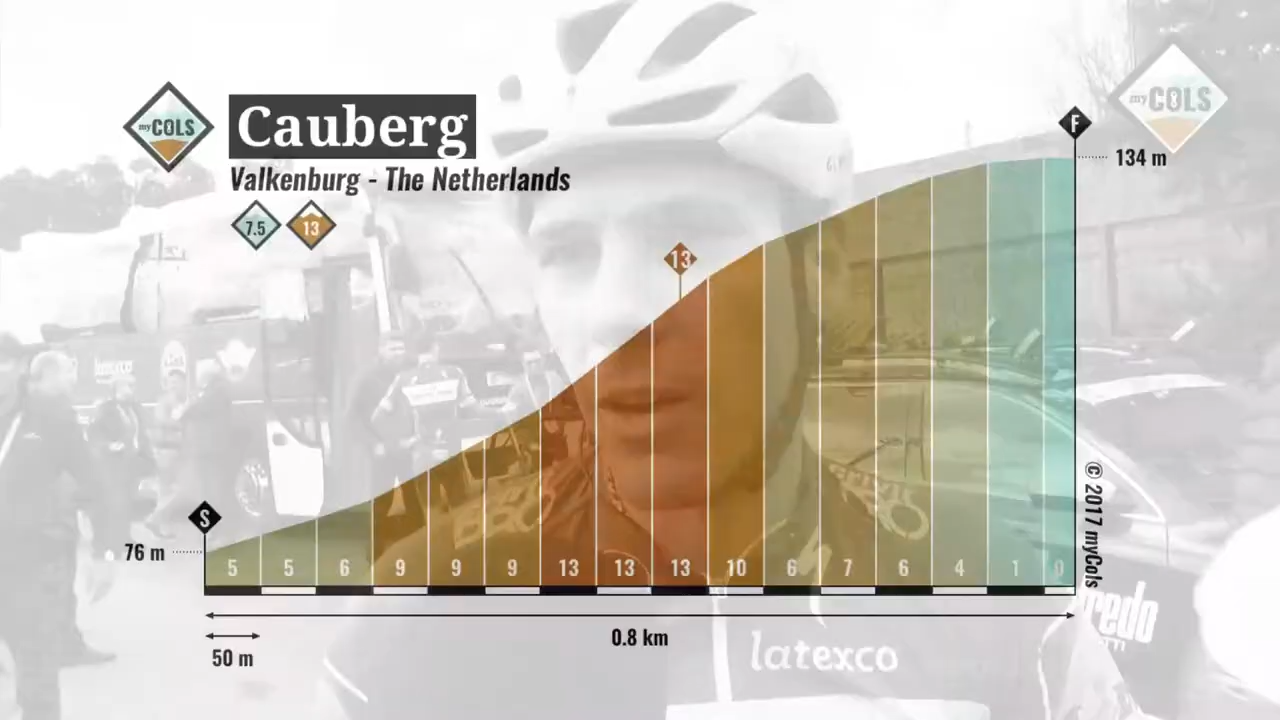 myCOLS
Cauberg
Valkenburg - The Netherlands
7.5 13
myCOLS
F
134 m
13
S
76 m
5 5 6 9 9 9 13 13 13 10 6 7 6 4 1 0
0.8 km
50 m
© 2017 myCols
latexco
redo